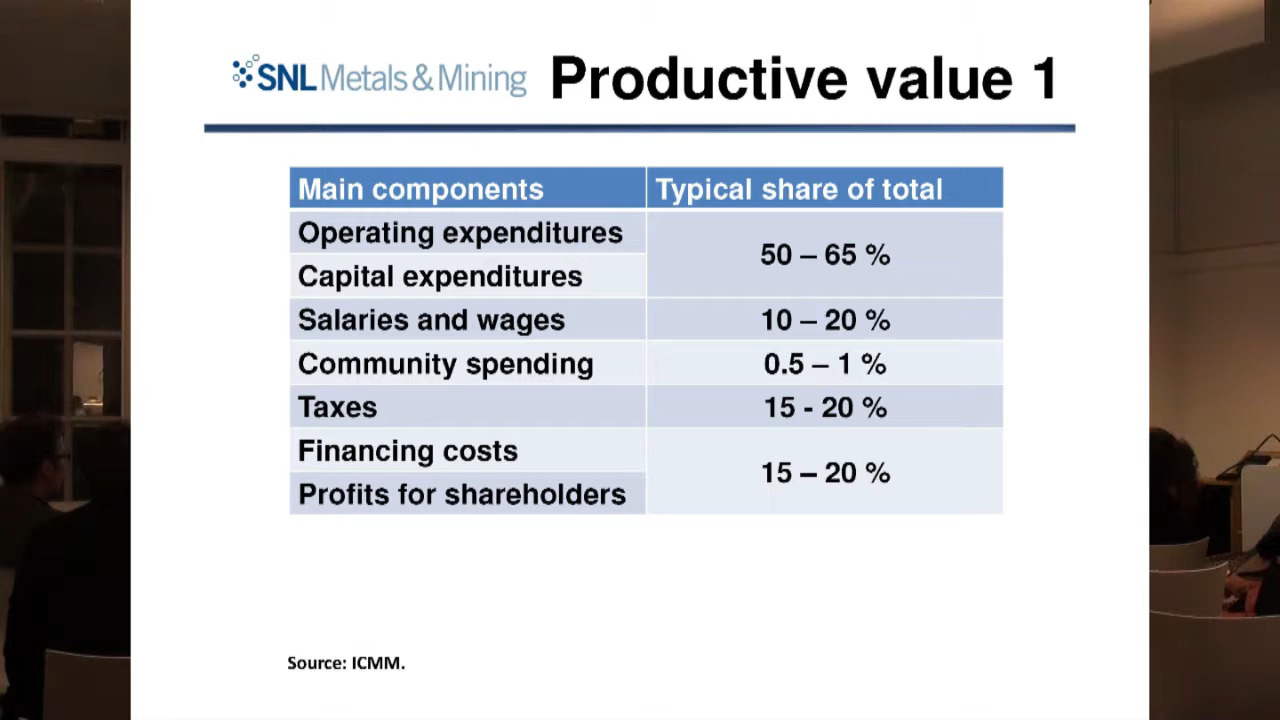 SNL Metals & Mining Productive value 1
Main components Typical share of total
Operating expenditures
50 – 65 %
Capital expenditures
Salaries and wages 10 – 20 %
Community spending 0.5 – 1 %
Taxes 15 - 20 %
Financing costs
15 – 20 %
Profits for shareholders
Source: ICMM.